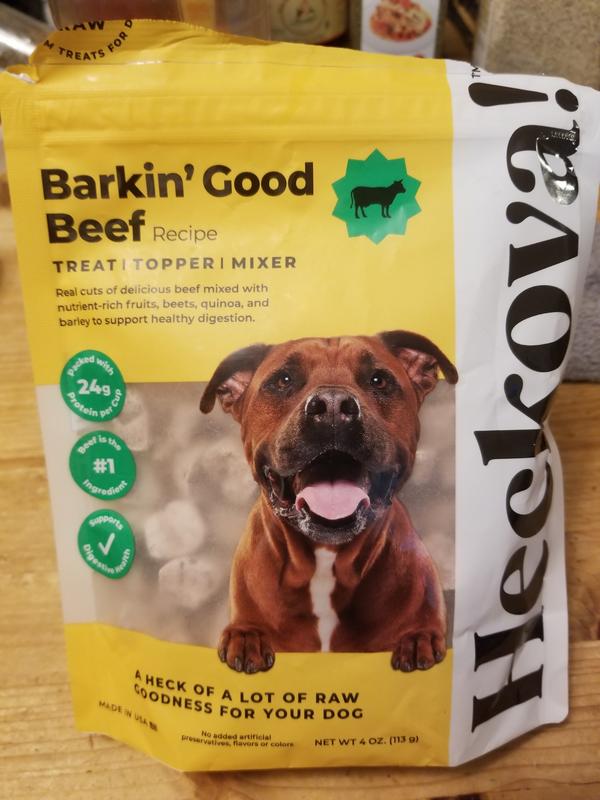 RAW
M TREATS FOR D
Barkin' Good
Beef Recipe
TREAT | TOPPER | MIXER
Real cuts of delicious beef mixed with
nutrient-rich fruits, beets, quinoa, and
barley to support healthy digestion.
Packed with
24g
Protein per Cup
Beef is the
#1
Ingredient
Supports
Digestive Health
A HECK OF A LOT OF RAW
GOODNESS FOR YOUR DOG
MADE IN USA
No added artificial
preservatives, flavors or colors
NET WT 4 OZ. (113 g)
Heckova!™